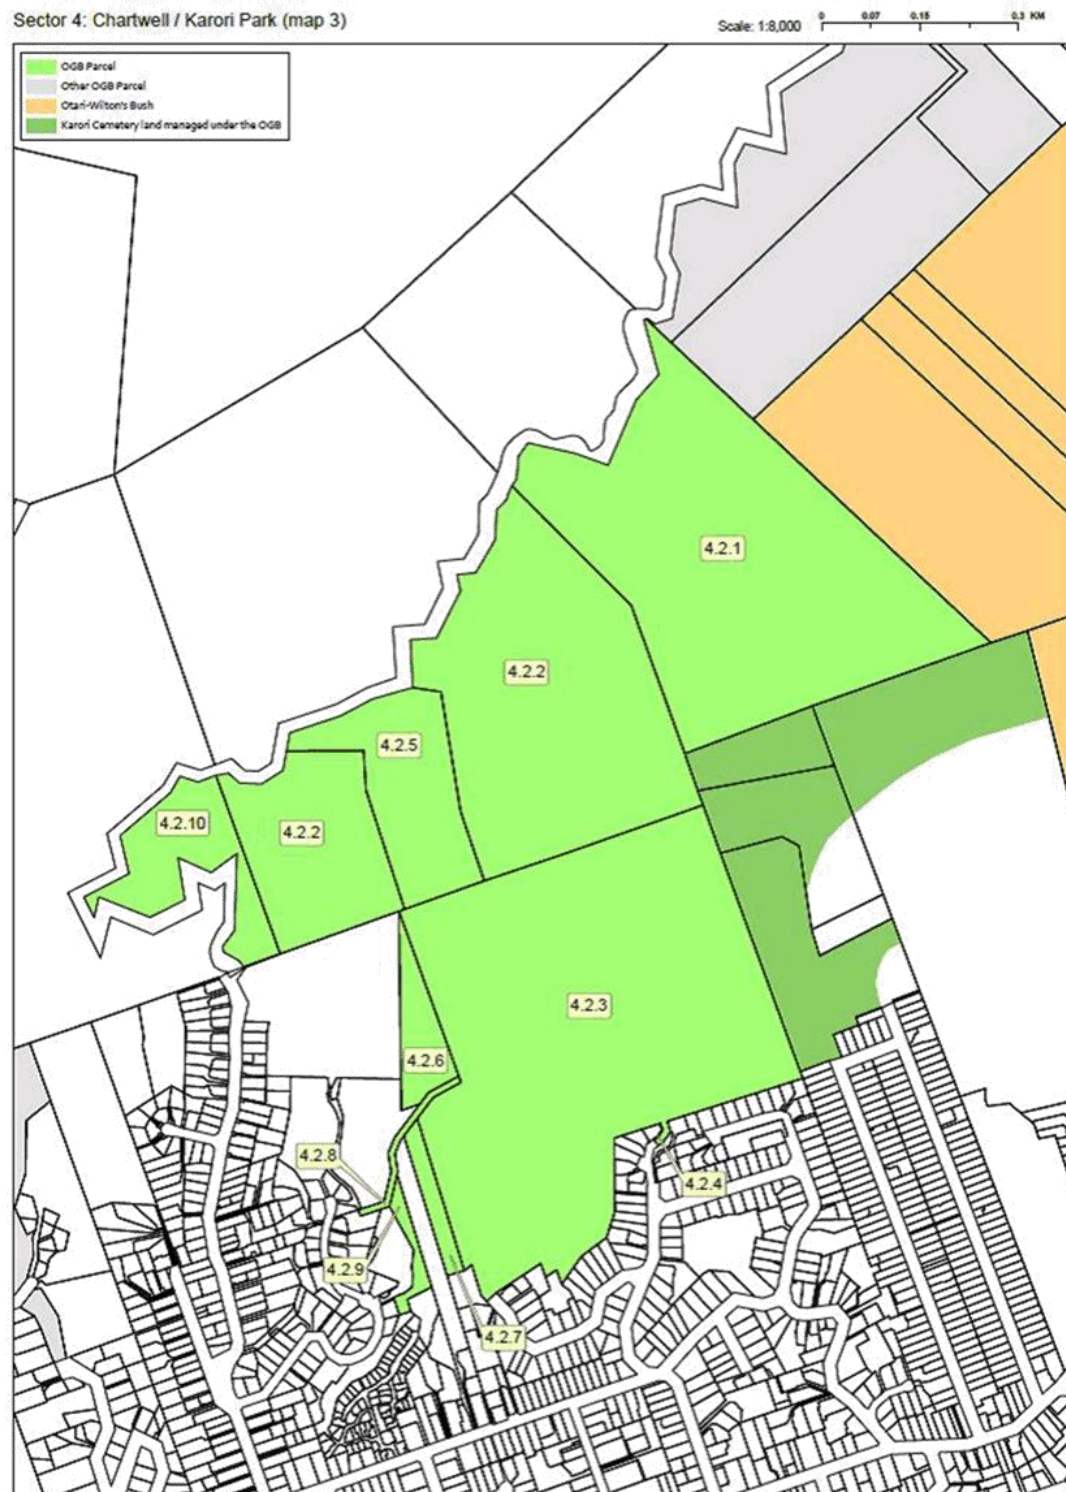 Sector 4: Chartwell / Karori Park (map 3)
Scale: 1:8,000
0 0.07 0.15 0.3 KM
OGB Parcel
Other OGB Parcel
Otari-Wilton's Bush
Karori Cemetery land managed under the OGB
4.2.1
4.2.2
4.2.5
4.2.10
4.2.2
4.2.3
4.2.6
4.2.8
4.2.4
4.2.9
4.2.7